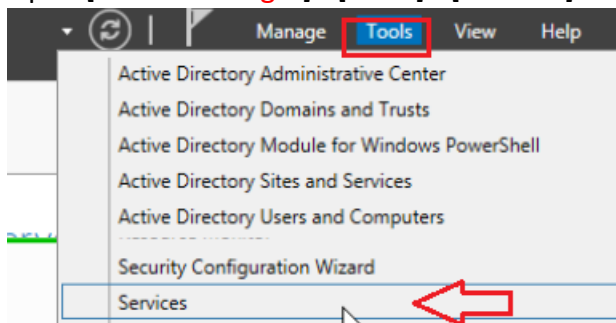 Manage Tools View Help
Active Directory Administrative Center
Active Directory Domains and Trusts
Active Directory Module for Windows PowerShell
Active Directory Sites and Services
Active Directory Users and Computers
Security Configuration Wizard
Services